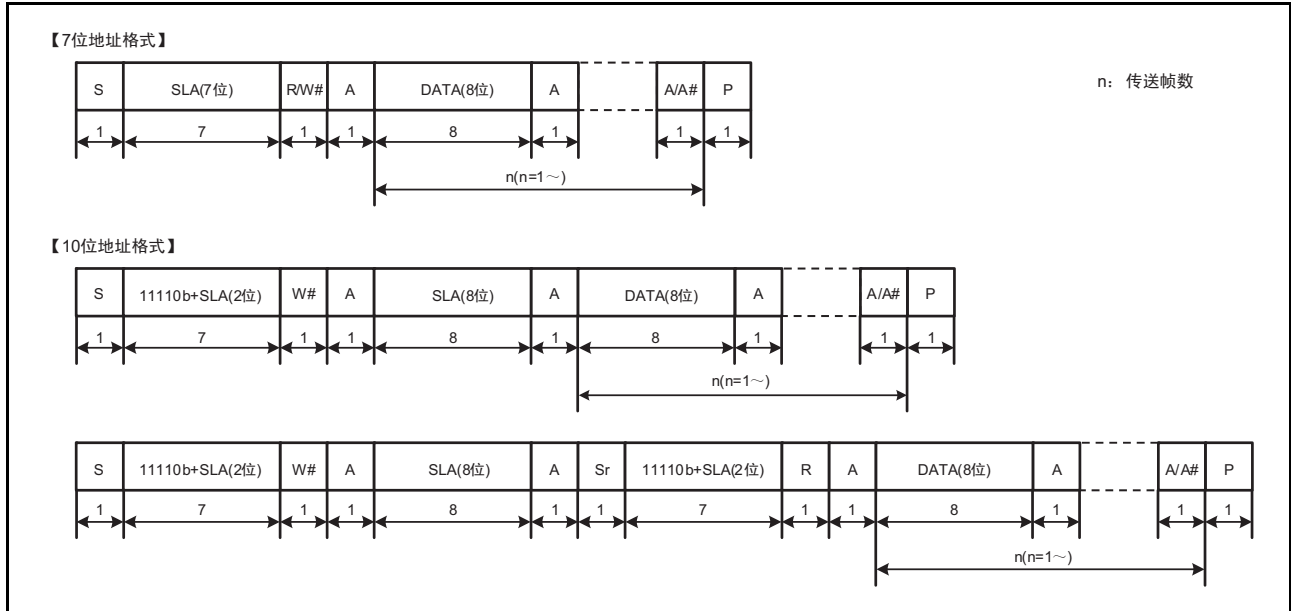 【7位地址格式】
S SLA(7位) R/W# A DATA(8位) A A/A# P
n：传送帧数
1 7 1 1 8 1 1 1
n(n=1～)
【10位地址格式】
S 11110b+SLA(2位) W# A SLA(8位) A DATA(8位) A A/A# P
1 7 1 1 8 1 8 1 1 1
n(n=1～)
S 11110b+SLA(2位) W# A SLA(8位) A Sr 11110b+SLA(2位) R A DATA(8位) A A/A# P
1 7 1 1 8 1 1 7 1 1 8 1 1 1
n(n=1～)